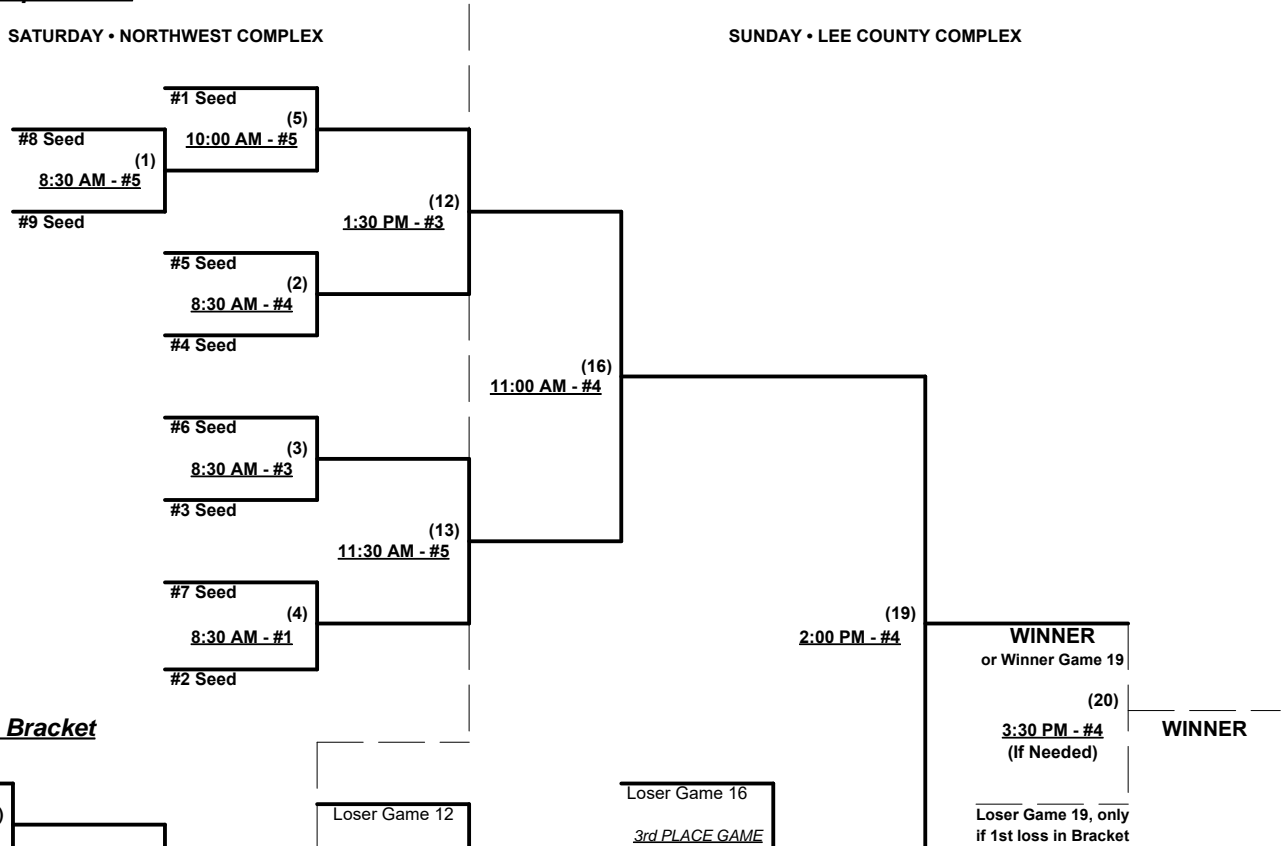 SATURDAY • NORTHWEST COMPLEX
SUNDAY • LEE COUNTY COMPLEX
#1 Seed
(5)
10:00 AM - #5
#8 Seed
(1)
8:30 AM - #5
#9 Seed
(12)
1:30 PM - #3
#5 Seed
(2)
8:30 AM - #4
#4 Seed
(16)
11:00 AM - #4
#6 Seed
(3)
8:30 AM - #3
#3 Seed
(13)
11:30 AM - #5
#7 Seed
(4)
8:30 AM - #1
#2 Seed
(19)
2:00 PM - #4
WINNER
or Winner Game 19
(20)
3:30 PM - #4
(If Needed)
WINNER
Bracket
Loser Game 12
Loser Game 16
3rd PLACE GAME
Loser Game 19, only
if 1st loss in Bracket